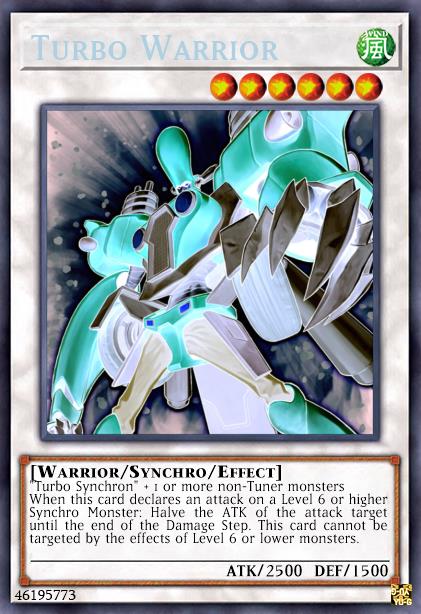 Turbo Warrior
WIND
風
[Warrior/Synchro/Effect]
"Turbo Synchron" + 1 or more non-Tuner monsters
When this card declares an attack on a Level 6 or higher
Synchro Monster: Halve the ATK of the attack target
until the end of the Damage Step. This card cannot be
targeted by the effects of Level 6 or lower monsters.
ATK/2500 DEF/1500
46195773